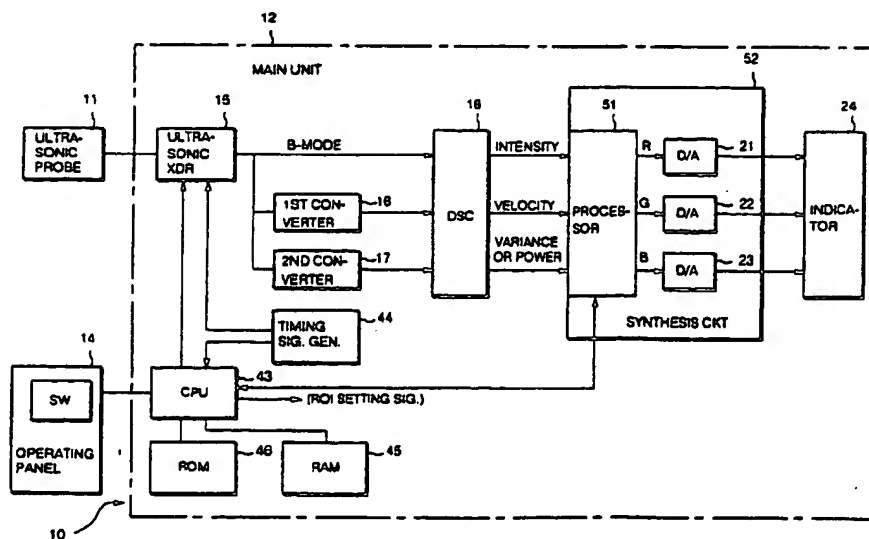 12
MAIN UNIT
52
11
15
18
51
24
ULTRA-
SONIC
PROBE
ULTRA-
SONIC
XDR
B-MODE
INTENSITY
R
D/A
21
1ST CON-
VERTER
16
DSC
VELOCITY
PROCES-
SOR
G
D/A
22
INDICA-
TOR
2ND CON-
VERTER
17
VARIANCE
OR POWER
B
D/A
23
TIMING
SIG. GEN.
44
SYNTHESIS CKT
14
SW
OPERATING
PANEL
CPU
43
(ROI SETTING SIG.)
ROM
46
RAM
45
10